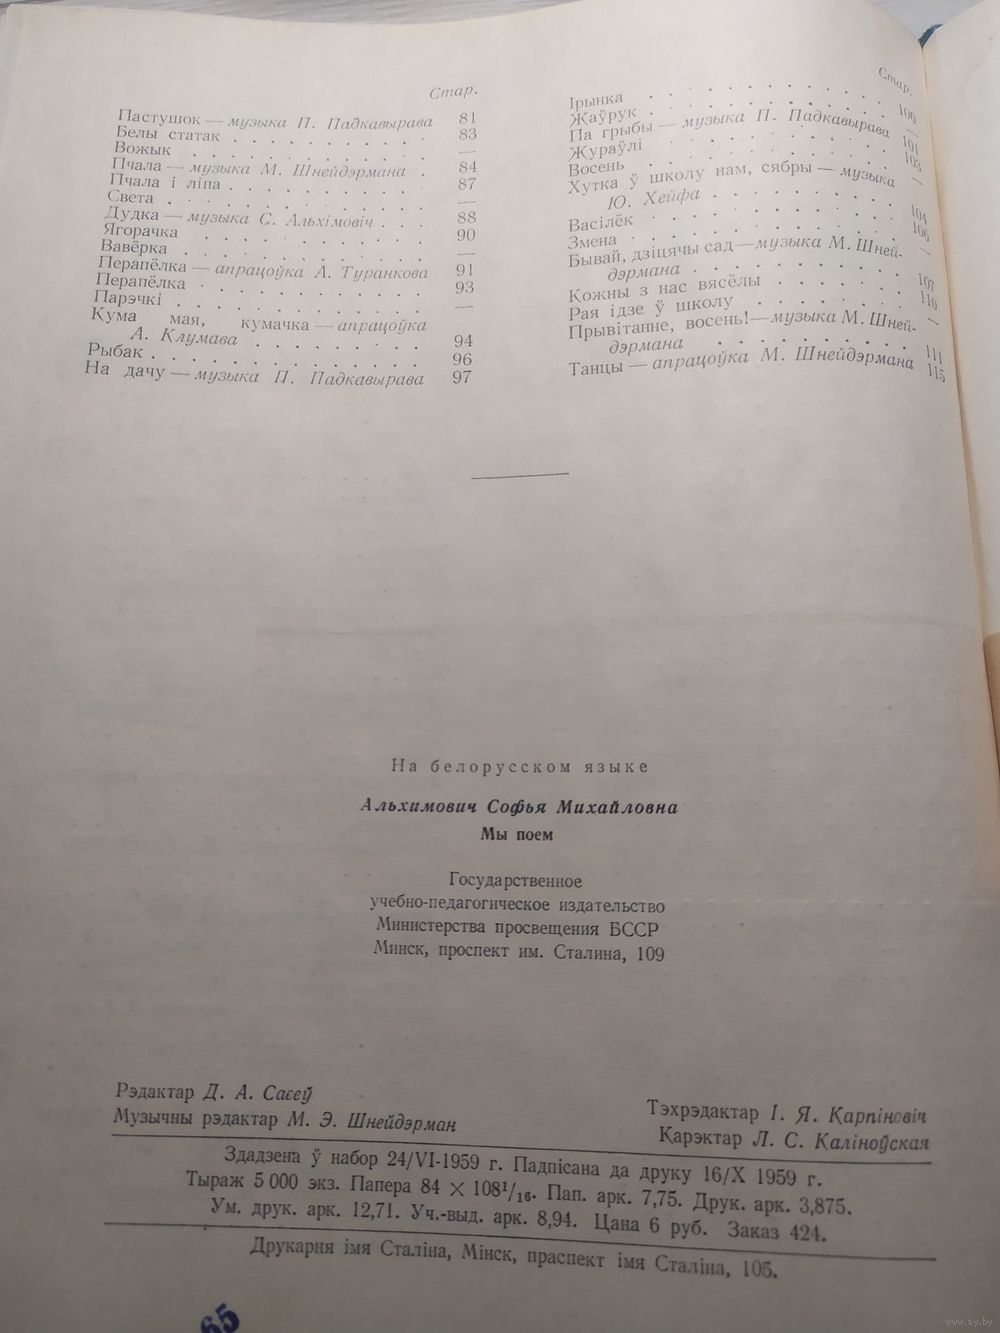 Стар.
Пастушок — музыка П. Падкавырава 81
Белы статак . . . . . . . . . . 83
Вожык . . . . . . . . . . —
Пчала — музыка М. Шнейдэрмана . 84
Пчала і ліпа . . . . . . . . . . 87
Света . . . . . . . . . . —
Дудка — музыка С. Альхімовіч . . . 88
Ягорачка . . . . . . . . . . 90
Вавёрка . . . . . . . . . . —
Перапёлка — апрацоўка А. Туранкова 91
Перапёлка . . . . . . . . . . 93
Парэчкі . . . . . . . . . . —
Кума мая, кумачка — апрацоўка
А. Клумава . . . . . . . . 94
Рыбак . . . . . . . . . . 96
На дачу — музыка П. Падкавырава 97
Стар.
Ірынка . . . . . . . . . . 100
Жаўрук . . . . . . . . . . —
Па грыбы — музыка П. Падкавырава 101
Жураўлі . . . . . . . . . . 103
Восень . . . . . . . . . . —
Хутка ў школу нам, сябры — музыка
Ю. Хейфа . . . . . . . . 104
Васілёк . . . . . . . . . . 106
Змена . . . . . . . . . . —
Бывай, дзіцячы сад—музыка М. Шней-
дэрмана . . . . . . . . 107
Кожны з нас вясёлы . . . . . . 110
Рая ідзе ў школу . . . . . . . —
Прывітанне, восень!—музыка М. Шней-
дэрмана . . . . . . . . 111
Танцы — апрацоўка М. Шнейдэрмана 115
На белорусском языке
Альхимович Софья Михайловна
Мы поем
Государственное
учебно-педагогическое издательство
Министерства просвещения БССР
Минск, проспект им. Сталина, 109
Рэдактар Д. А. Сасеў
Музычны рэдактар М. Э. Шнейдэрман
Тэхрэдактар І. Я. Карпіновіч
Карэктар Л. С. Каліноўская
Здадзена ў набор 24/VI-1959 г. Падпісана да друку 16/X 1959 г.
Тыраж 5 000 экз. Папера 84 × 108¹/₁₆. Пап. арк. 7,75. Друк. арк. 3,875.
Ум. друк. арк. 12,71. Уч.-выд. арк. 8,94. Цана 6 руб. Заказ 424.
Друкарня імя Сталіна, Мінск, праспект імя Сталіна, 105.
65
www.ay.by